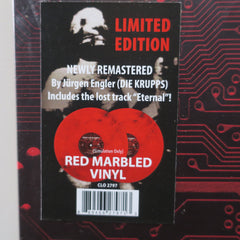 LIMITED
EDITION
NEWLY REMASTERED
By Jürgen Engler (DIE KRUPPS)
Includes the lost track "Eternal"!
(Simulation Only)
RED MARBLED
VINYL
CLO 2797